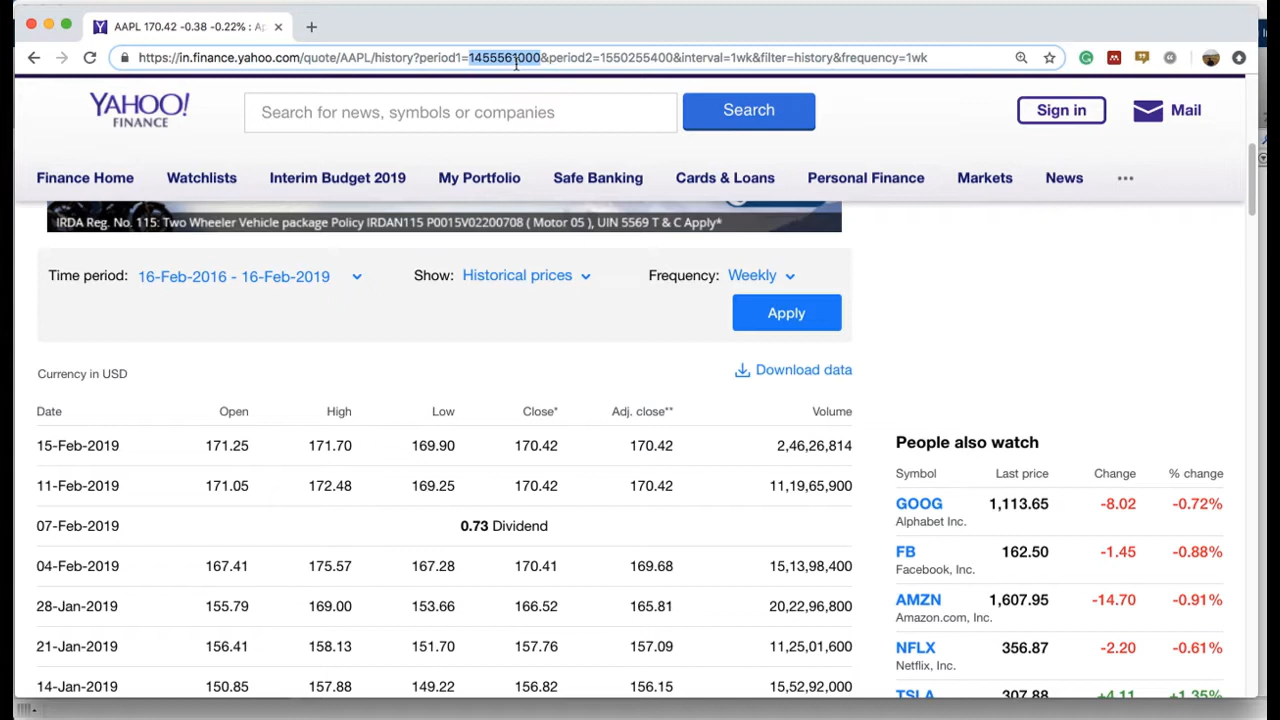 AAPL 170.42 -0.38 -0.22% : Ap
https://in.finance.yahoo.com/quote/AAPL/history?period1=1455561000&period2=1550255400&interval=1wk&filter=history&frequency=1wk
YAHOO! Search for news, symbols or companies Search Sign in Mail
FINANCE
Finance Home Watchlists Interim Budget 2019 My Portfolio Safe Banking Cards & Loans Personal Finance Markets News
IRDA Reg. No. 115: Two Wheeler Vehicle package Policy IRDAN115 P0015V02200708 ( Motor 05 ), UIN 5569 T & C Apply*
Time period: 16-Feb-2016 - 16-Feb-2019 Show: Historical prices Frequency: Weekly
Apply
Currency in USD Download data
Date Open High Low Close* Adj. close** Volume
15-Feb-2019 171.25 171.70 169.90 170.42 170.42 2,46,26,814
11-Feb-2019 171.05 172.48 169.25 170.42 170.42 11,19,65,900
07-Feb-2019 0.73 Dividend
04-Feb-2019 167.41 175.57 167.28 170.41 169.68 15,13,98,400
28-Jan-2019 155.79 169.00 153.66 166.52 165.81 20,22,96,800
21-Jan-2019 156.41 158.13 151.70 157.76 157.09 11,25,01,600
14-Jan-2019 150.85 157.88 149.22 156.82 156.15 15,52,92,000
People also watch
Symbol Last price Change % change
GOOG 1,113.65 -8.02 -0.72%
Alphabet Inc.
FB 162.50 -1.45 -0.88%
Facebook, Inc.
AMZN 1,607.95 -14.70 -0.91%
Amazon.com, Inc.
NFLX 356.87 -2.20 -0.61%
Netflix, Inc.
TSLA 307.88 +4.11 +1.35%